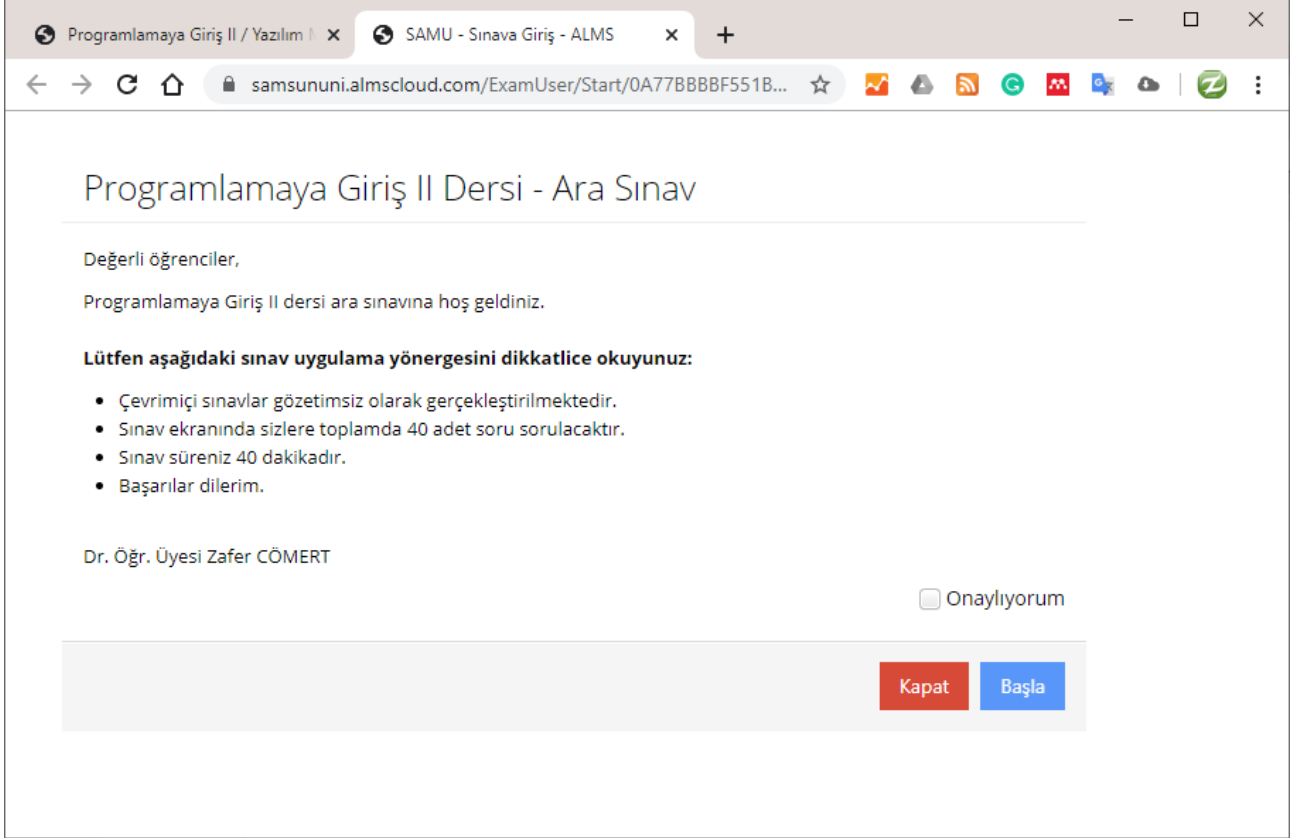 Programlamaya Giriş II / Yazılım
SAMU - Sınava Giriş - ALMS
samsununi.almscloud.com/ExamUser/Start/0A77BBBBF551B...
Programlamaya Giriş II Dersi - Ara Sınav
Değerli öğrenciler,
Programlamaya Giriş II dersi ara sınavına hoş geldiniz.
Lütfen aşağıdaki sınav uygulama yönergesini dikkatlice okuyunuz:
• Çevrimiçi sınavlar gözetimsiz olarak gerçekleştirilmektedir.
• Sınav ekranında sizlere toplamda 40 adet soru sorulacaktır.
• Sınav süreniz 40 dakikadır.
• Başarılar dilerim.
Dr. Öğr. Üyesi Zafer CÖMERT
Onaylıyorum
Kapat
Başla